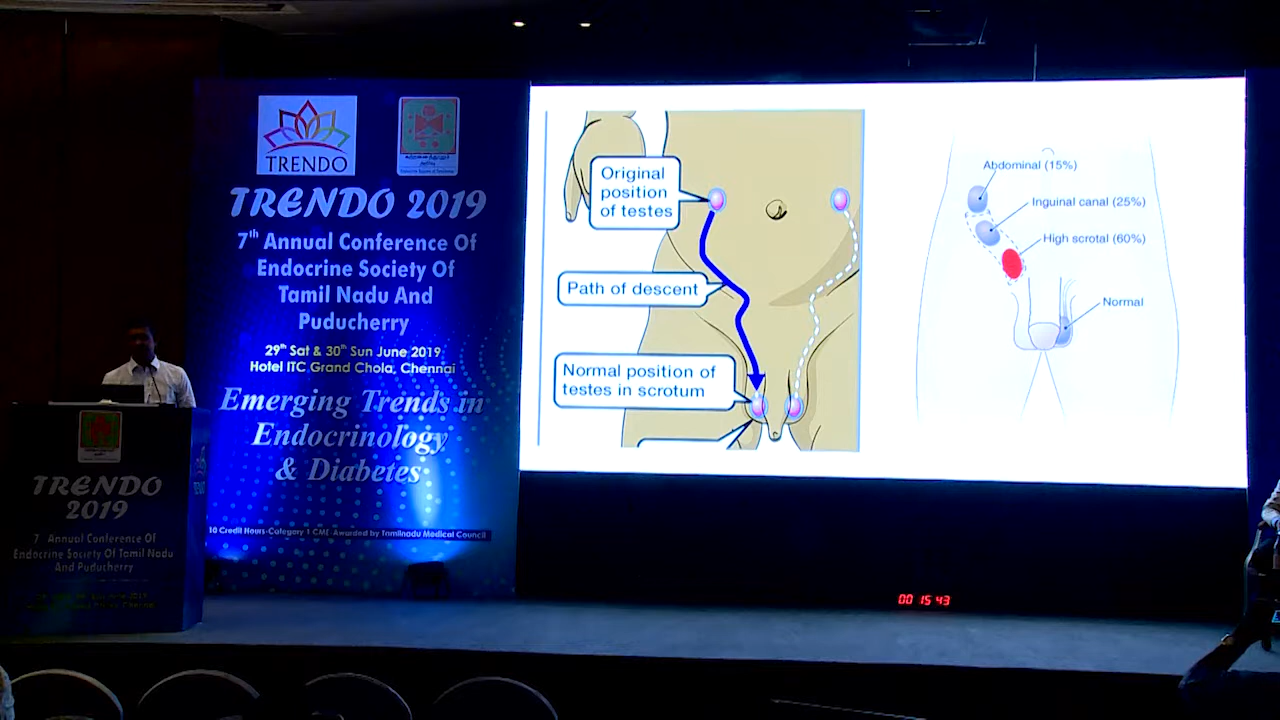 TRENDO
TRENDO 2019
7th Annual Conference Of
Endocrine Society Of
Tamil Nadu And
Puducherry
29th Sat & 30th Sun June 2019
Hotel ITC Grand Chola, Chennai
Emerging Trends in
Endocrinology
& Diabetes
10 Credit Hours-Category 1 CME Awarded by Tamilnadu Medical Council
Original
position
of testes
Path of descent
Normal position of
testes in scrotum
Abdominal (15%)
Inguinal canal (25%)
High scrotal (60%)
Normal
TRENDO
2019
7 Annual Conference Of
Endocrine Society Of Tamil Nadu
And Puducherry
00 15 43